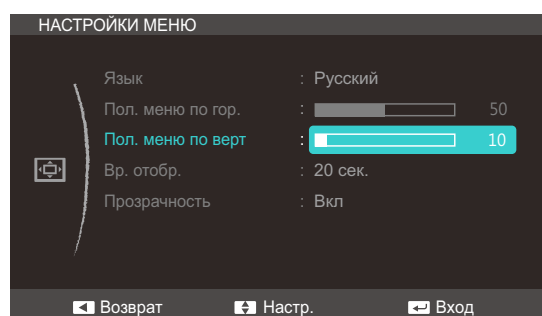 НАСТРОЙКИ МЕНЮ
Язык : Русский
Пол. меню по гор. : 50
Пол. меню по верт : 10
Вр. отобр. : 20 сек.
Прозрачность : Вкл
Возврат Настр. Вход